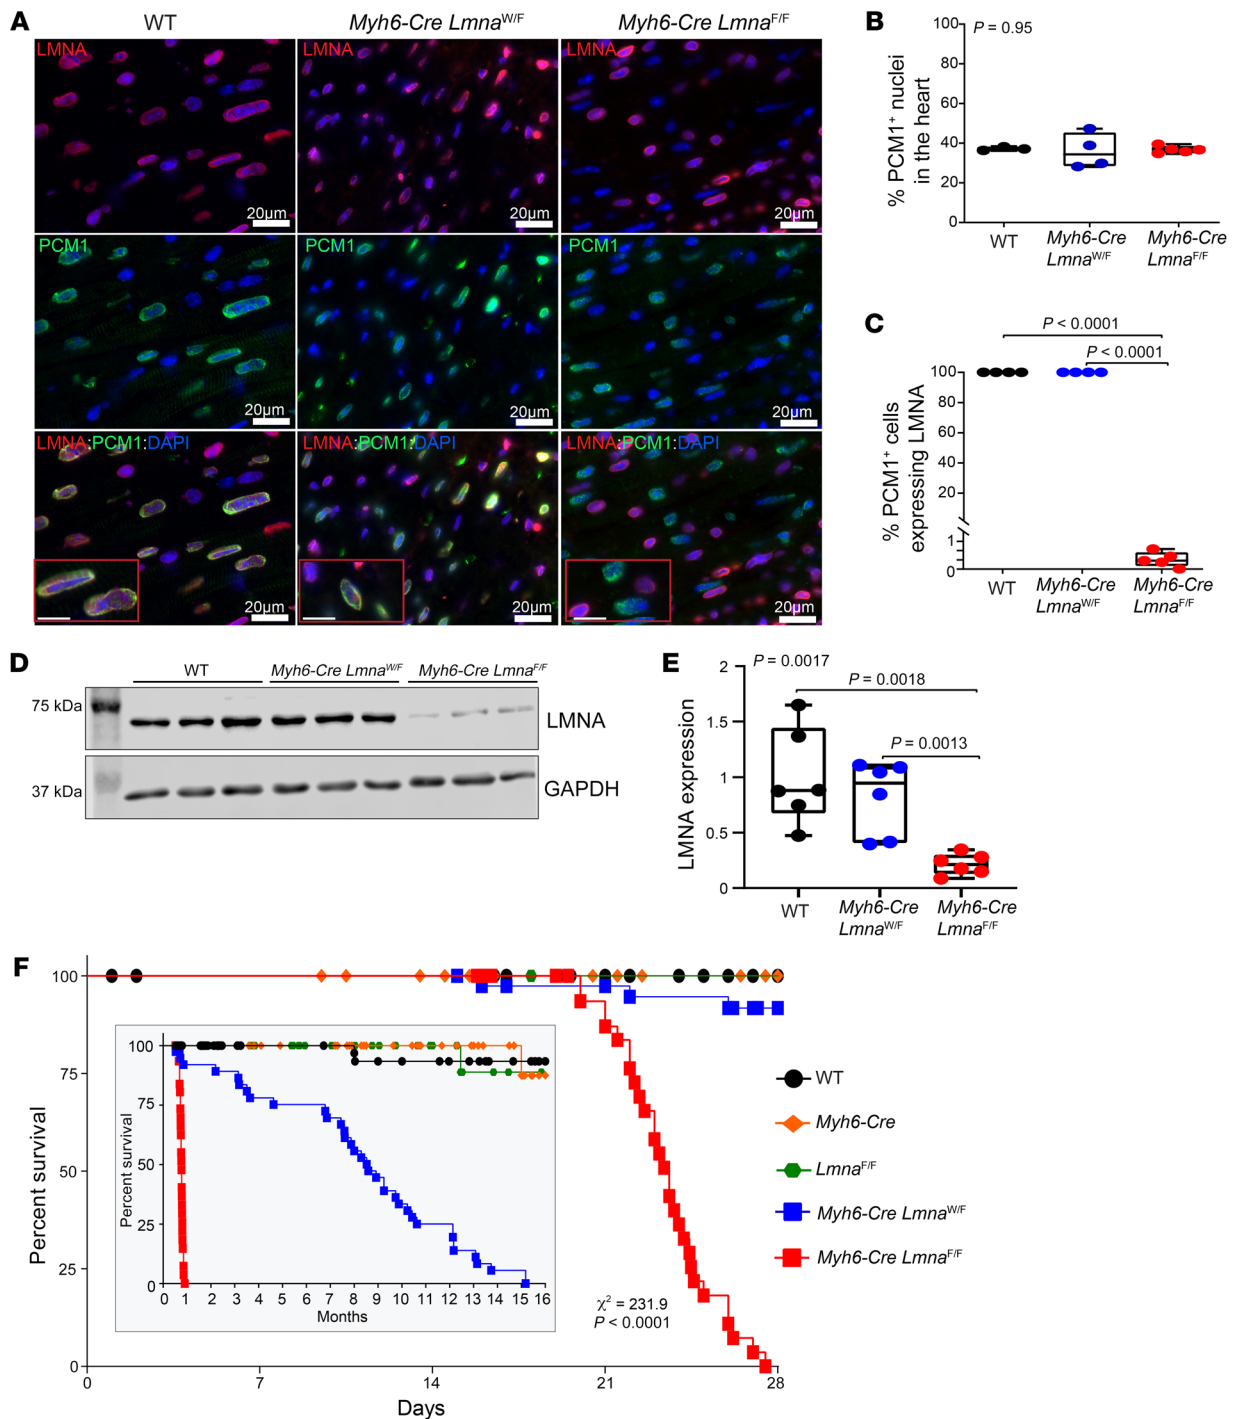 A
WT
Myh6-Cre Lmna^W/F
Myh6-Cre Lmna^F/F
LMNA
LMNA
LMNA
20μm
20μm
20μm
PCM1
PCM1
PCM1
20μm
20μm
20μm
LMNA:PCM1:DAPI
LMNA:PCM1:DAPI
LMNA:PCM1:DAPI
20μm
20μm
20μm
B
P = 0.95
% PCM1⁺ nuclei
in the heart
100
80
60
40
20
0
WT
Myh6-Cre
Lmna^W/F
Myh6-Cre
Lmna^F/F
C
P < 0.0001
P < 0.0001
% PCM1⁺ cells
expressing LMNA
100
80
60
40
20
1
0
WT
Myh6-Cre
Lmna^W/F
Myh6-Cre
Lmna^F/F
D
WT
Myh6-Cre Lmna^W/F
Myh6-Cre Lmna^F/F
75 kDa
LMNA
37 kDa
GAPDH
E
P = 0.0017
P = 0.0018
P = 0.0013
LMNA expression
2
1.5
1
0.5
0
WT
Myh6-Cre
Lmna^W/F
Myh6-Cre
Lmna^F/F
F
Percent survival
100
75
50
25
0
0 7 14 21 28
Days
Percent survival
100
75
50
25
0
0 1 2 3 4 5 6 7 8 9 10 11 12 13 14 15 16
Months
χ² = 231.9
P < 0.0001
WT
Myh6-Cre
Lmna^F/F
Myh6-Cre Lmna^W/F
Myh6-Cre Lmna^F/F